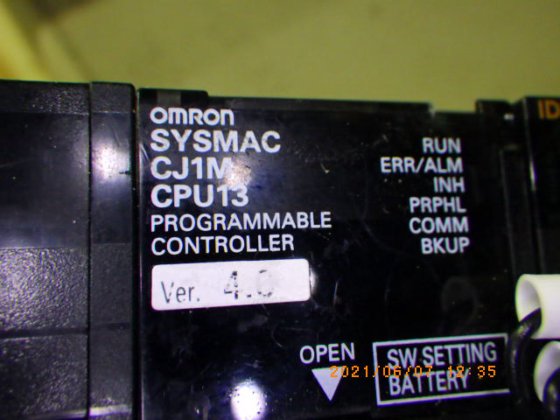 OMRON
SYSMAC
CJ1M
CPU13
PROGRAMMABLE
CONTROLLER
RUN
ERR/ALM
INH
PRPHL
COMM
BKUP
Ver. 4.0
OPEN
SW SETTING
BATTERY
2021/06/07 12:35
ID